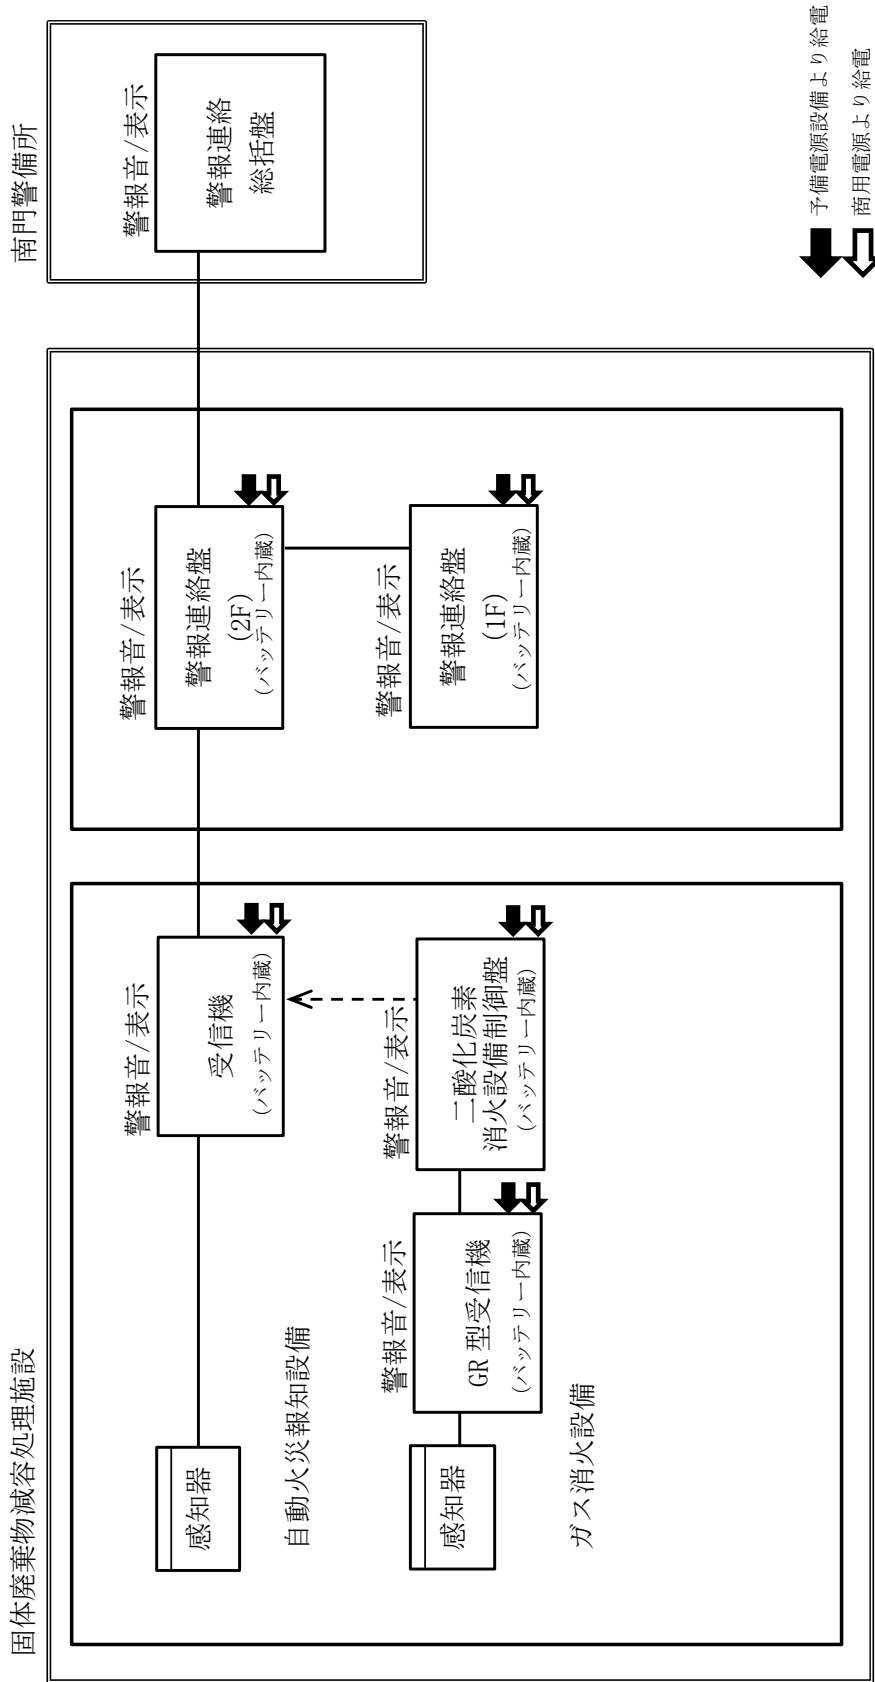 固体廃棄物減容処理施設
感知器
自動火災報知設備
警報音/表示
受信機
(バッテリー内蔵)
感知器
ガス消火設備
警報音/表示
GR 型受信機
(バッテリー内蔵)
警報音/表示
二酸化炭素
消火設備制御盤
(バッテリー内蔵)
警報音/表示
警報連絡盤
(2F)
(バッテリー内蔵)
警報音/表示
警報連絡盤
(1F)
(バッテリー内蔵)
南門警備所
警報音/表示
警報連絡
総括盤
予備電源設備より給電
商用電源より給電